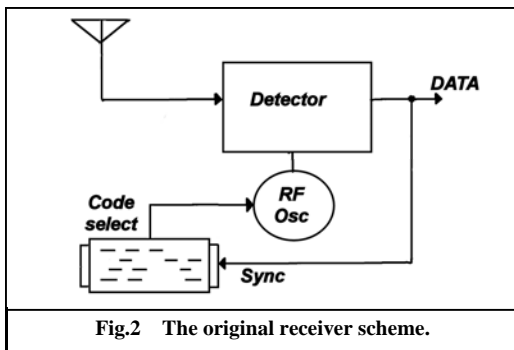 Detector
DATA
RF
Osc
Code
select
Sync
Fig.2 The original receiver scheme.